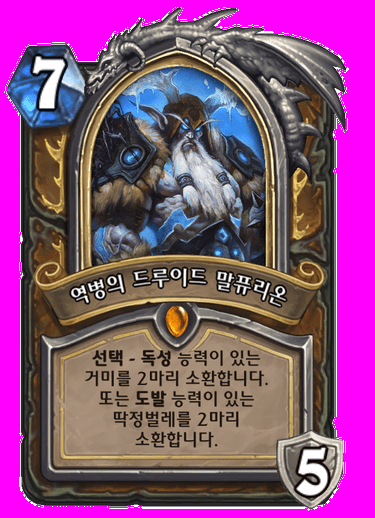 7
역병의 드루이드 말퓨리온
선택 - 독성 능력이 있는
거미를 2마리 소환합니다.
또는 도발 능력이 있는
딱정벌레를 2마리
소환합니다.
5